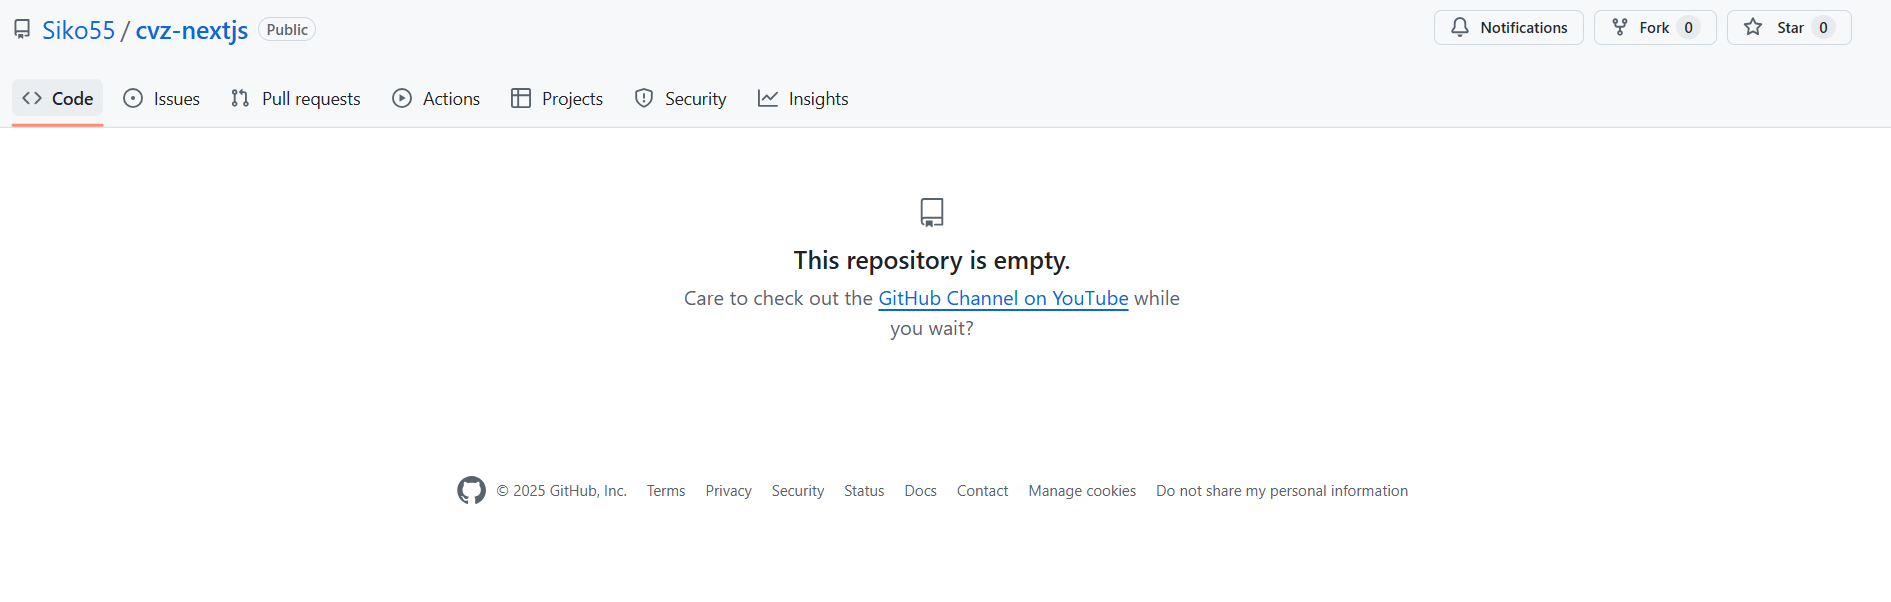 Siko55 / cvz-nextjs Public Notifications Fork 0 Star 0
Code Issues Pull requests Actions Projects Security Insights
This repository is empty.
Care to check out the GitHub Channel on YouTube while
you wait?
© 2025 GitHub, Inc. Terms Privacy Security Status Docs Contact Manage cookies Do not share my personal information